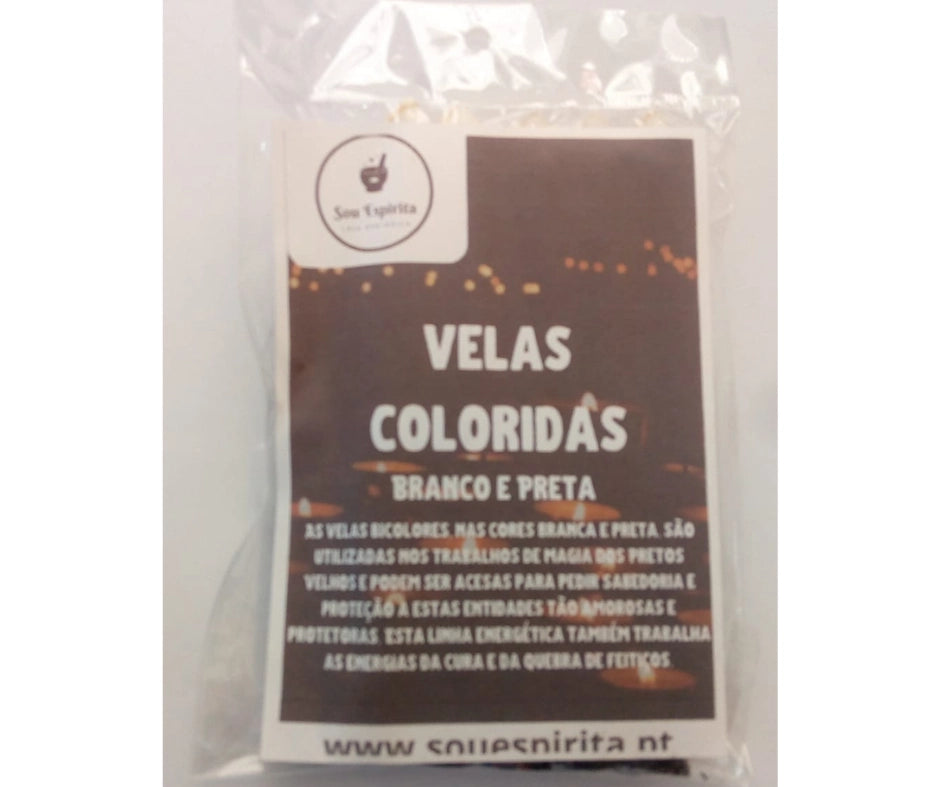 Sou Espirita
VELAS
COLORIDAS
BRANCO E PRETA
AS VELAS BICOLORES, NAS CORES BRANCA E PRETA, SÃO
UTILIZADAS NOS TRABALHOS DE MAGIA DOS PRETOS
VELHOS E PODEM SER ACESAS PARA PEDIR SABEDORIA E
PROTEÇÃO A ESTAS ENTIDADES TÃO AMOROSAS E
PROTETORAS. ESTA LINHA ENERGÉTICA TAMBÉM TRABALHA
AS ENERGIAS DA CURA E DA QUEBRA DE FEITIÇOS.
www.souespirita.pt